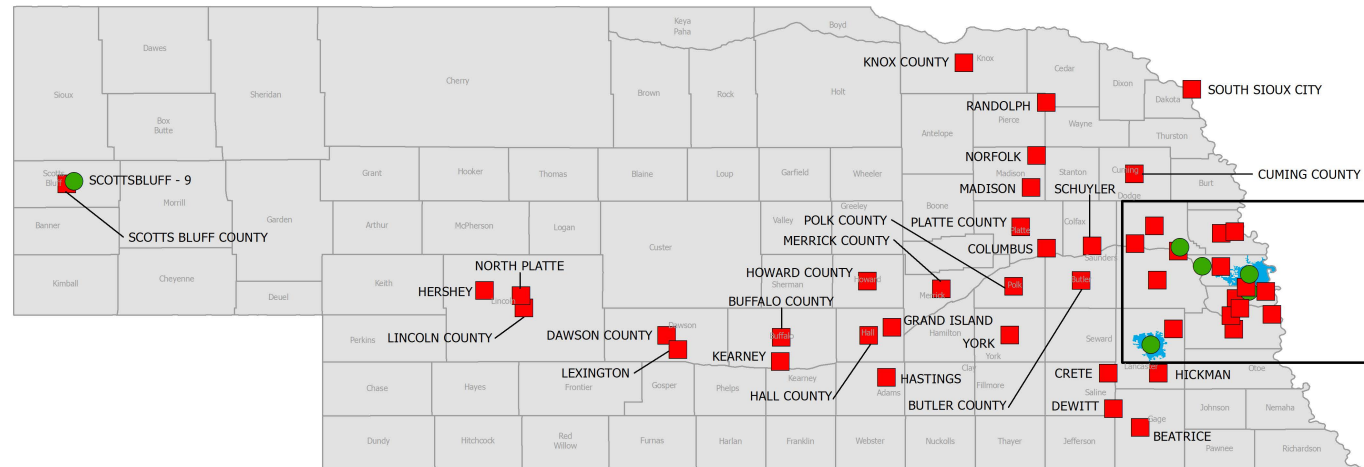 Keya
Paha
Boyd
Dawes
KNOX COUNTY
Knox
Cedar
Dixon
Sioux
Sheridan
Cherry
Brown
Rock
Holt
SOUTH SIOUX CITY
Dakota
RANDOLPH
Pierce
Wayne
Box
Butte
Antelope
Thurston
NORFOLK
Scotts
Bluff
SCOTTSBLUFF - 9
Grant
Hooker
Thomas
Blaine
Loup
Garfield
Wheeler
Madison
Stanton
Cuming
CUMING COUNTY
Burt
MADISON
SCHUYLER
Dodge
Morrill
Garden
Boone
Banner
SCOTTS BLUFF COUNTY
Arthur
McPherson
Logan
Custer
Valley
Greeley
POLK COUNTY
PLATTE COUNTY
Platte
Colfax
MERRICK COUNTY
COLUMBUS
Saunders
NORTH PLATTE
HOWARD COUNTY
Howard
Kimball
Cheyenne
Deuel
Keith
HERSHEY
Lincoln
Sherman
Merrick
Polk
Butler
BUFFALO COUNTY
GRAND ISLAND
LINCOLN COUNTY
DAWSON COUNTY
Dawson
Buffalo
Hall
Hamilton
YORK
York
Seward
Perkins
LEXINGTON
KEARNEY
Lancaster
Otoe
HALL COUNTY
HASTINGS
Clay
CRETE
HICKMAN
Chase
Hayes
Frontier
Gosper
Phelps
Kearney
Adams
Fillmore
Saline
BUTLER COUNTY
DEWITT
Gage
Johnson
Nemaha
BEATRICE
Dundy
Hitchcock
Red
Willow
Furnas
Harlan
Franklin
Webster
Nuckolls
Thayer
Jefferson
Pawnee
Richardson